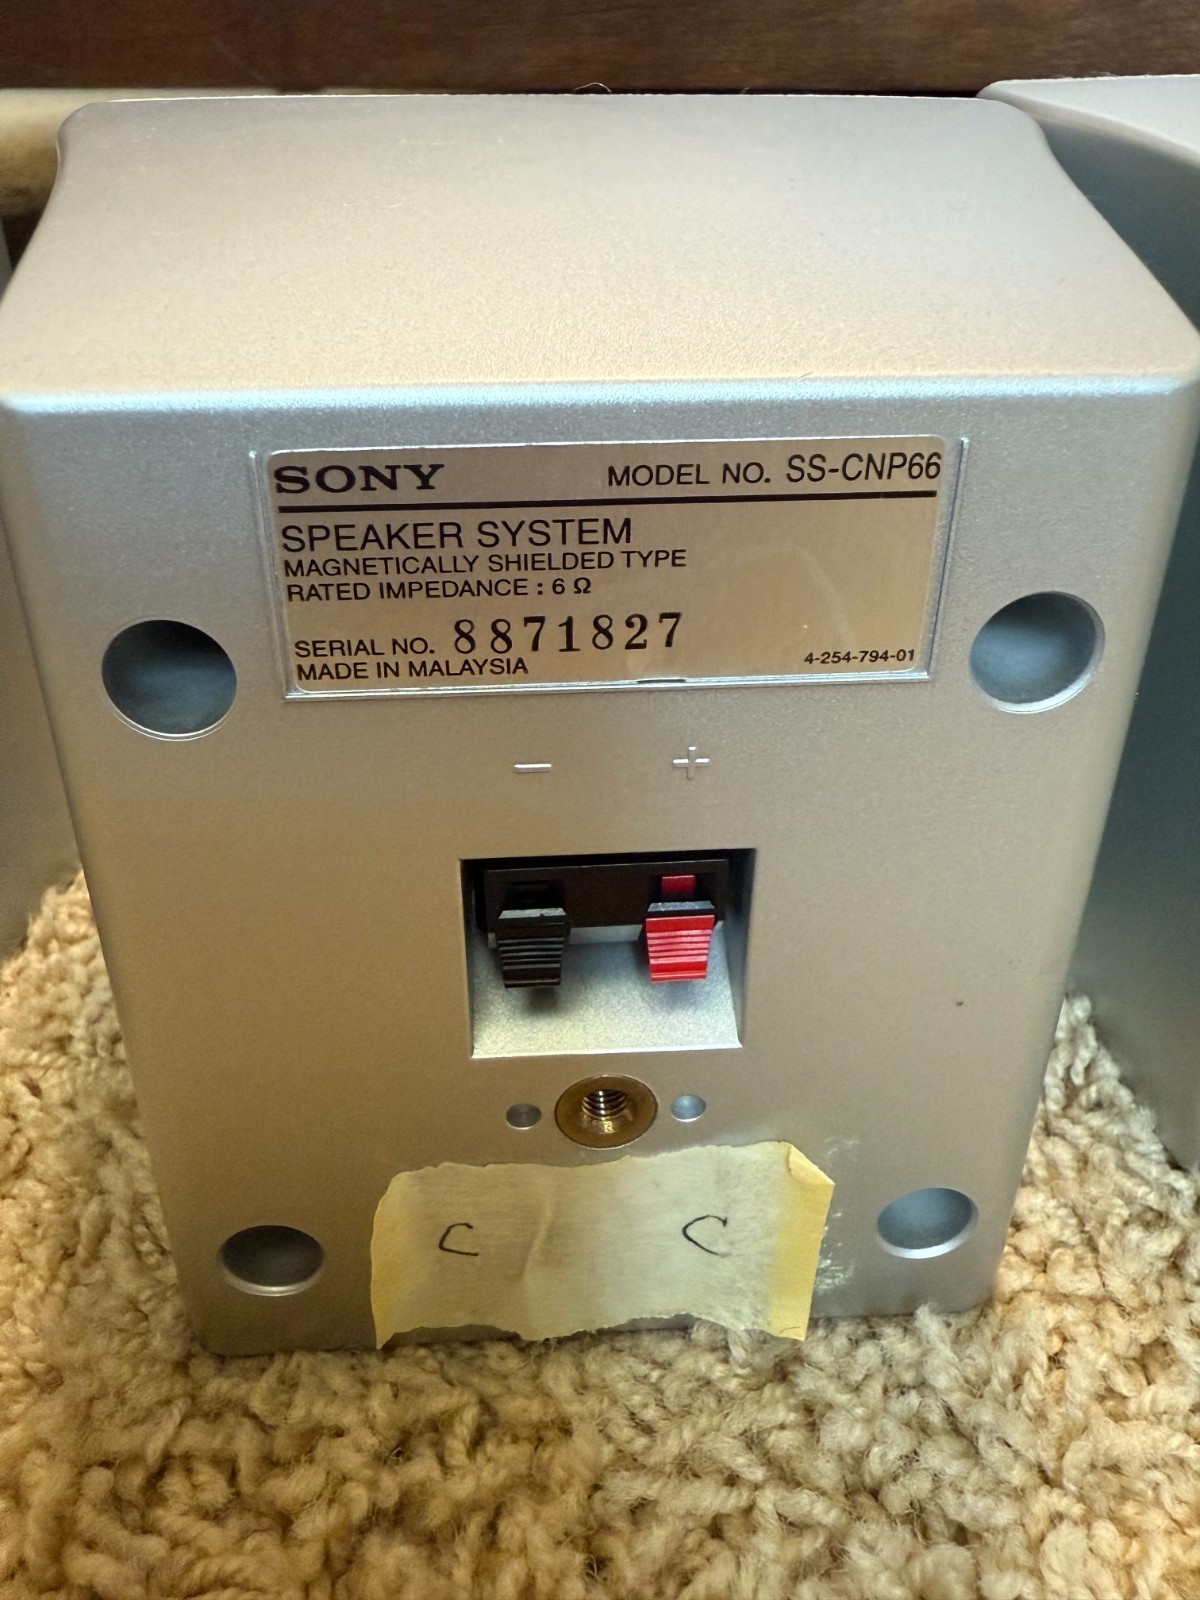 SONY MODEL NO. SS-CNP66
SPEAKER SYSTEM
MAGNETICALLY SHIELDED TYPE
RATED IMPEDANCE : 6 Ω
SERIAL NO. 8871827
MADE IN MALAYSIA 4-254-794-01
− +
C C